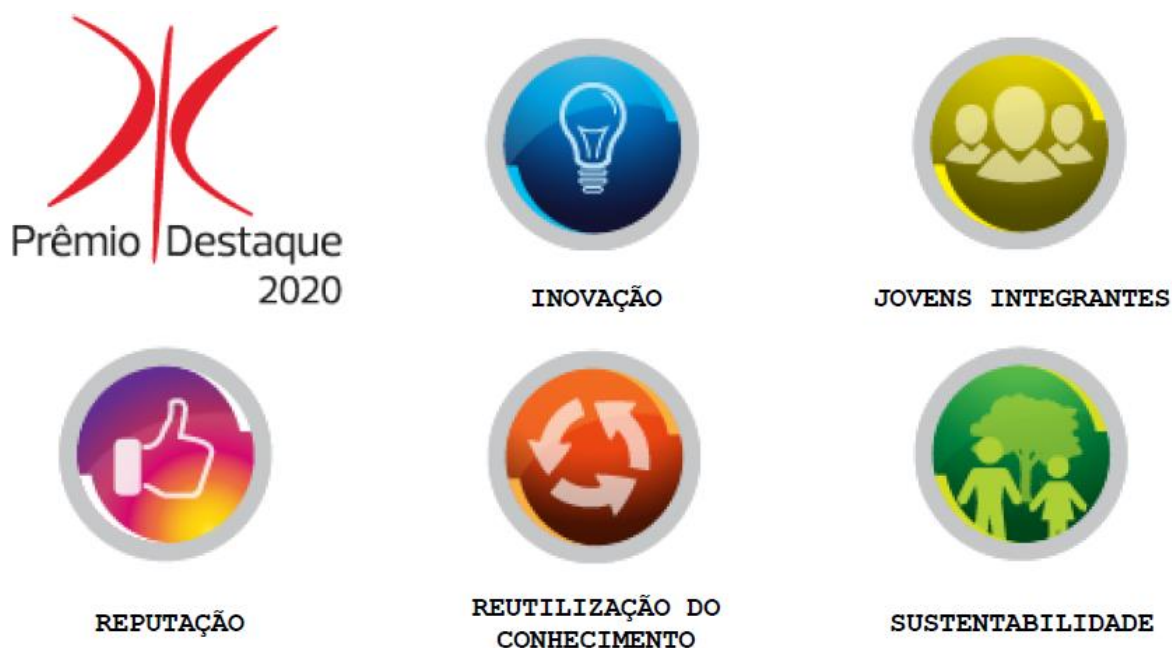 Prêmio Destaque
2020
INOVAÇÃO
JOVENS INTEGRANTES
REPUTAÇÃO
REUTILIZAÇÃO DO
CONHECIMENTO
SUSTENTABILIDADE